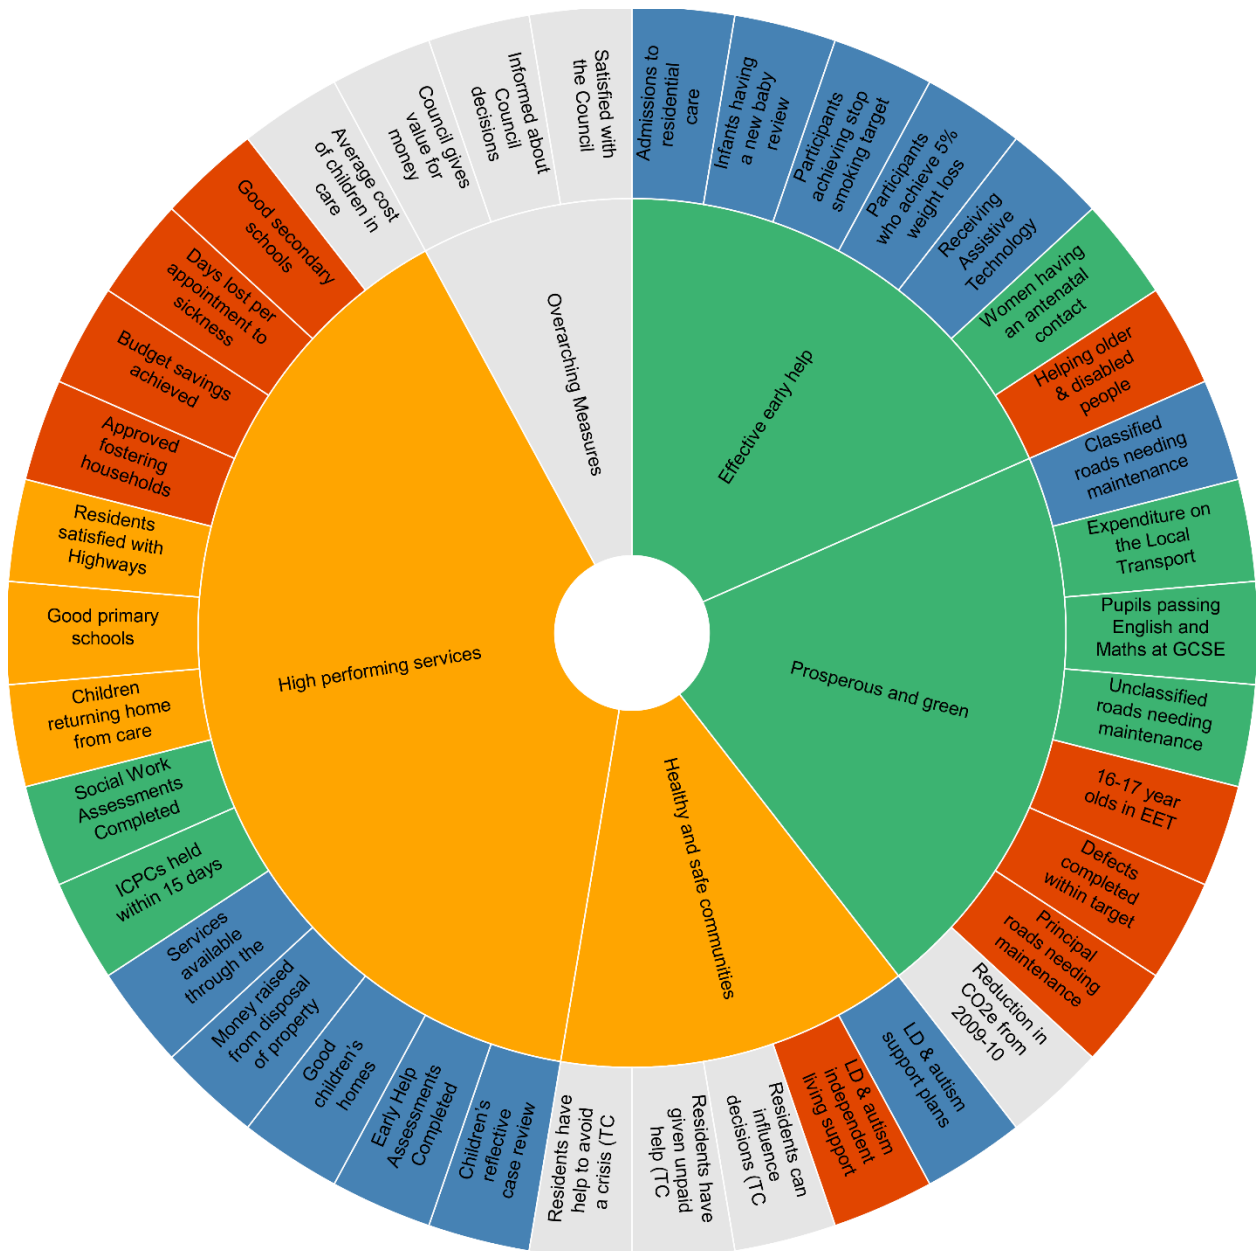 Satisfied with
the Council
Informed about
Council
decisions
Council gives
value for
money
Average cost
of children in
care
Good secondary
schools
Days lost per
appointment to
sickness
Budget savings
achieved
Approved
fostering
households
Residents
satisfied with
Highways
Good primary
schools
Children
returning home
from care
Social Work
Assessments
Completed
ICPCs held
within 15 days
Services
available
through the
Money raised
from disposal
of property
Good
children's
homes
Early Help
Assessments
Completed
Children's
reflective
case review
Residents have
help to avoid
a crisis (TC
Residents have
given unpaid
help (TC
Residents can
influence
decisions (TC
LD & autism
independent
living support
LD & autism
support plans
Reduction in
CO2e from
2009-10
Principal
roads needing
maintenance
Defects
completed
within target
16-17 year
olds in EET
Unclassified
roads needing
maintenance
Pupils passing
English and
Maths at GCSE
Expenditure on
the Local
Transport
Classified
roads needing
maintenance
Helping older
& disabled
people
Women having
an antenatal
contact
Receiving
Assistive
Technology
Participants
who achieve 5%
weight loss
Participants
achieving stop
smoking target
Infants having
a new baby
review
Admissions to
residential
care
Overarching Measures
Effective early help
Prosperous and green
Healthy and safe communities
High performing services